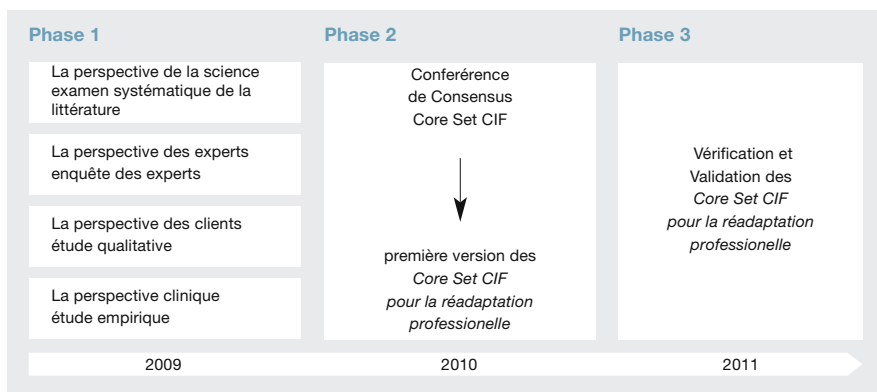 Phase 1
La perspective de la science
examen systématique de la
littérature
La perspective des experts
enquête des experts
La perspective des clients
étude qualitative
La perspective clinique
étude empirique
Phase 2
Conferérence
de Consensus
Core Set CIF
première version des
Core Set CIF
pour la réadaptation
professionelle
Phase 3
Vérification et
Validation des
Core Set CIF
pour la réadaptation
professionelle
2009
2010
2011